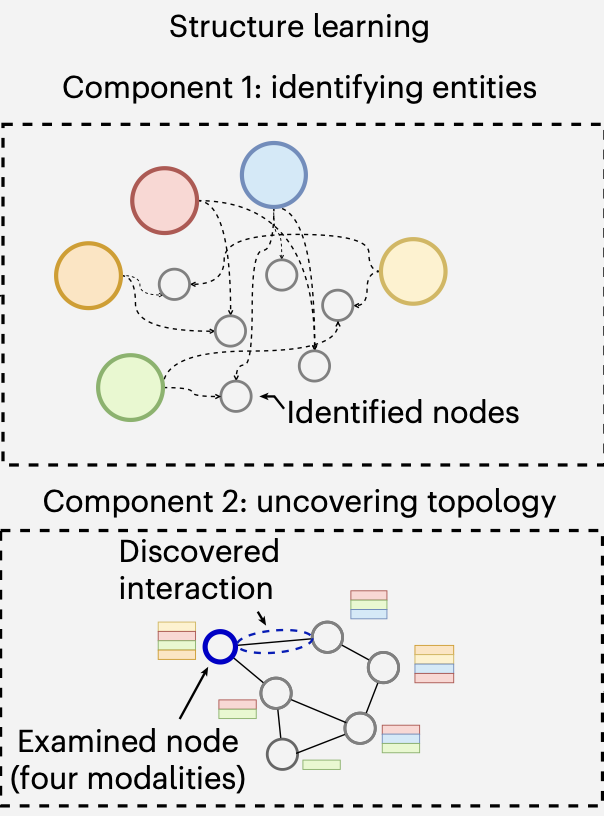 Structure learning
Component 1: identifying entities
Identified nodes
Component 2: uncovering topology
Discovered
interaction
Examined node
(four modalities)